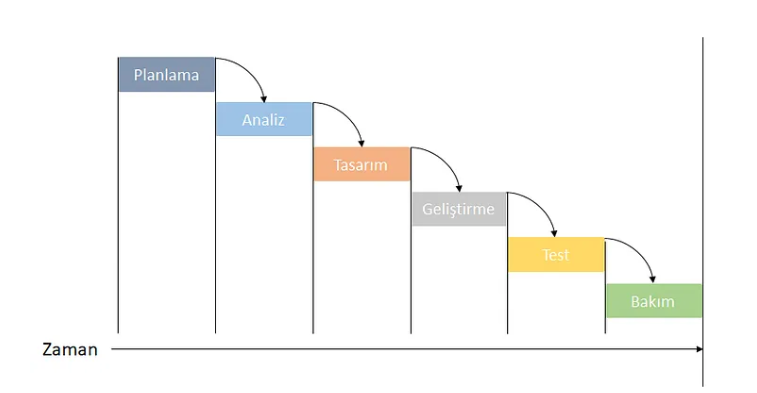 Planlama
Analiz
Tasarım
Geliştirme
Test
Bakım
Zaman